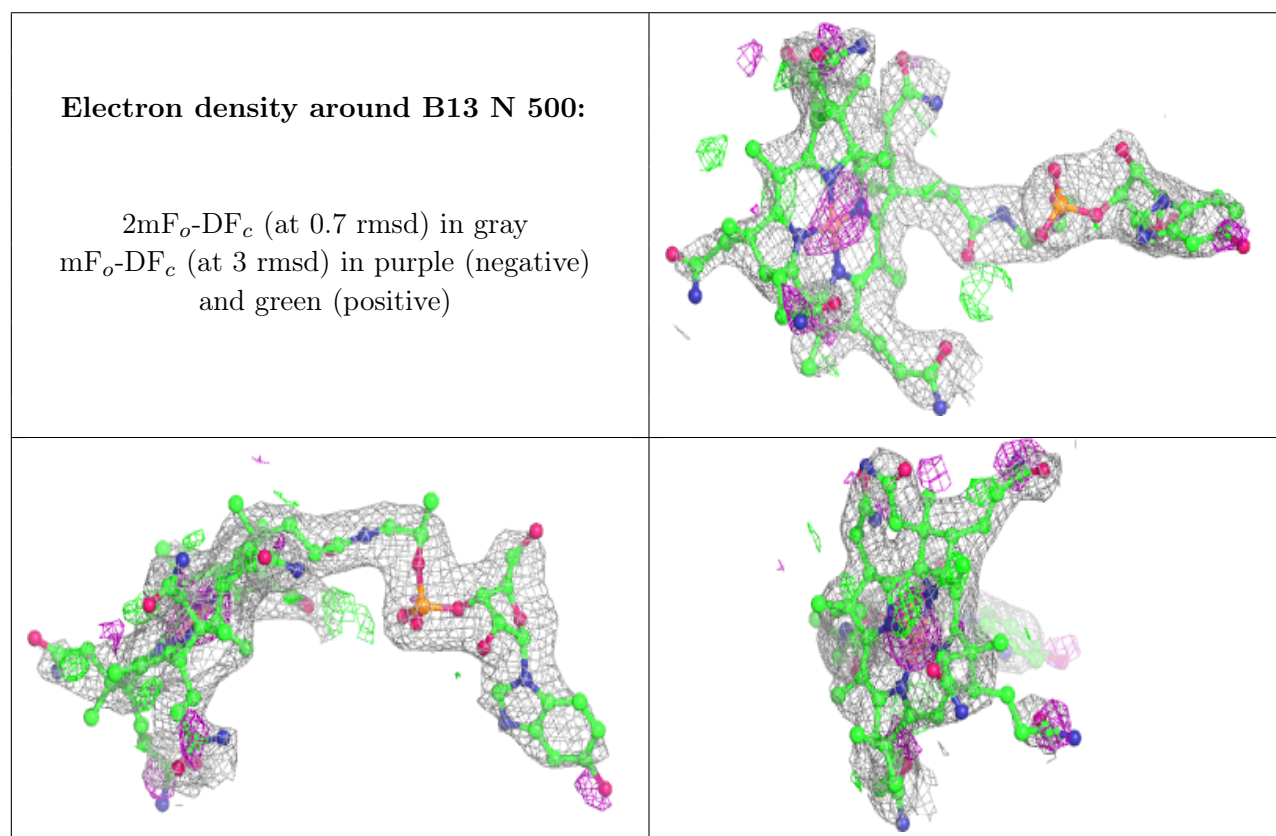 Electron density around B13 N 500:
2mFo-DFc (at 0.7 rmsd) in gray
mFo-DFc (at 3 rmsd) in purple (negative)
and green (positive)